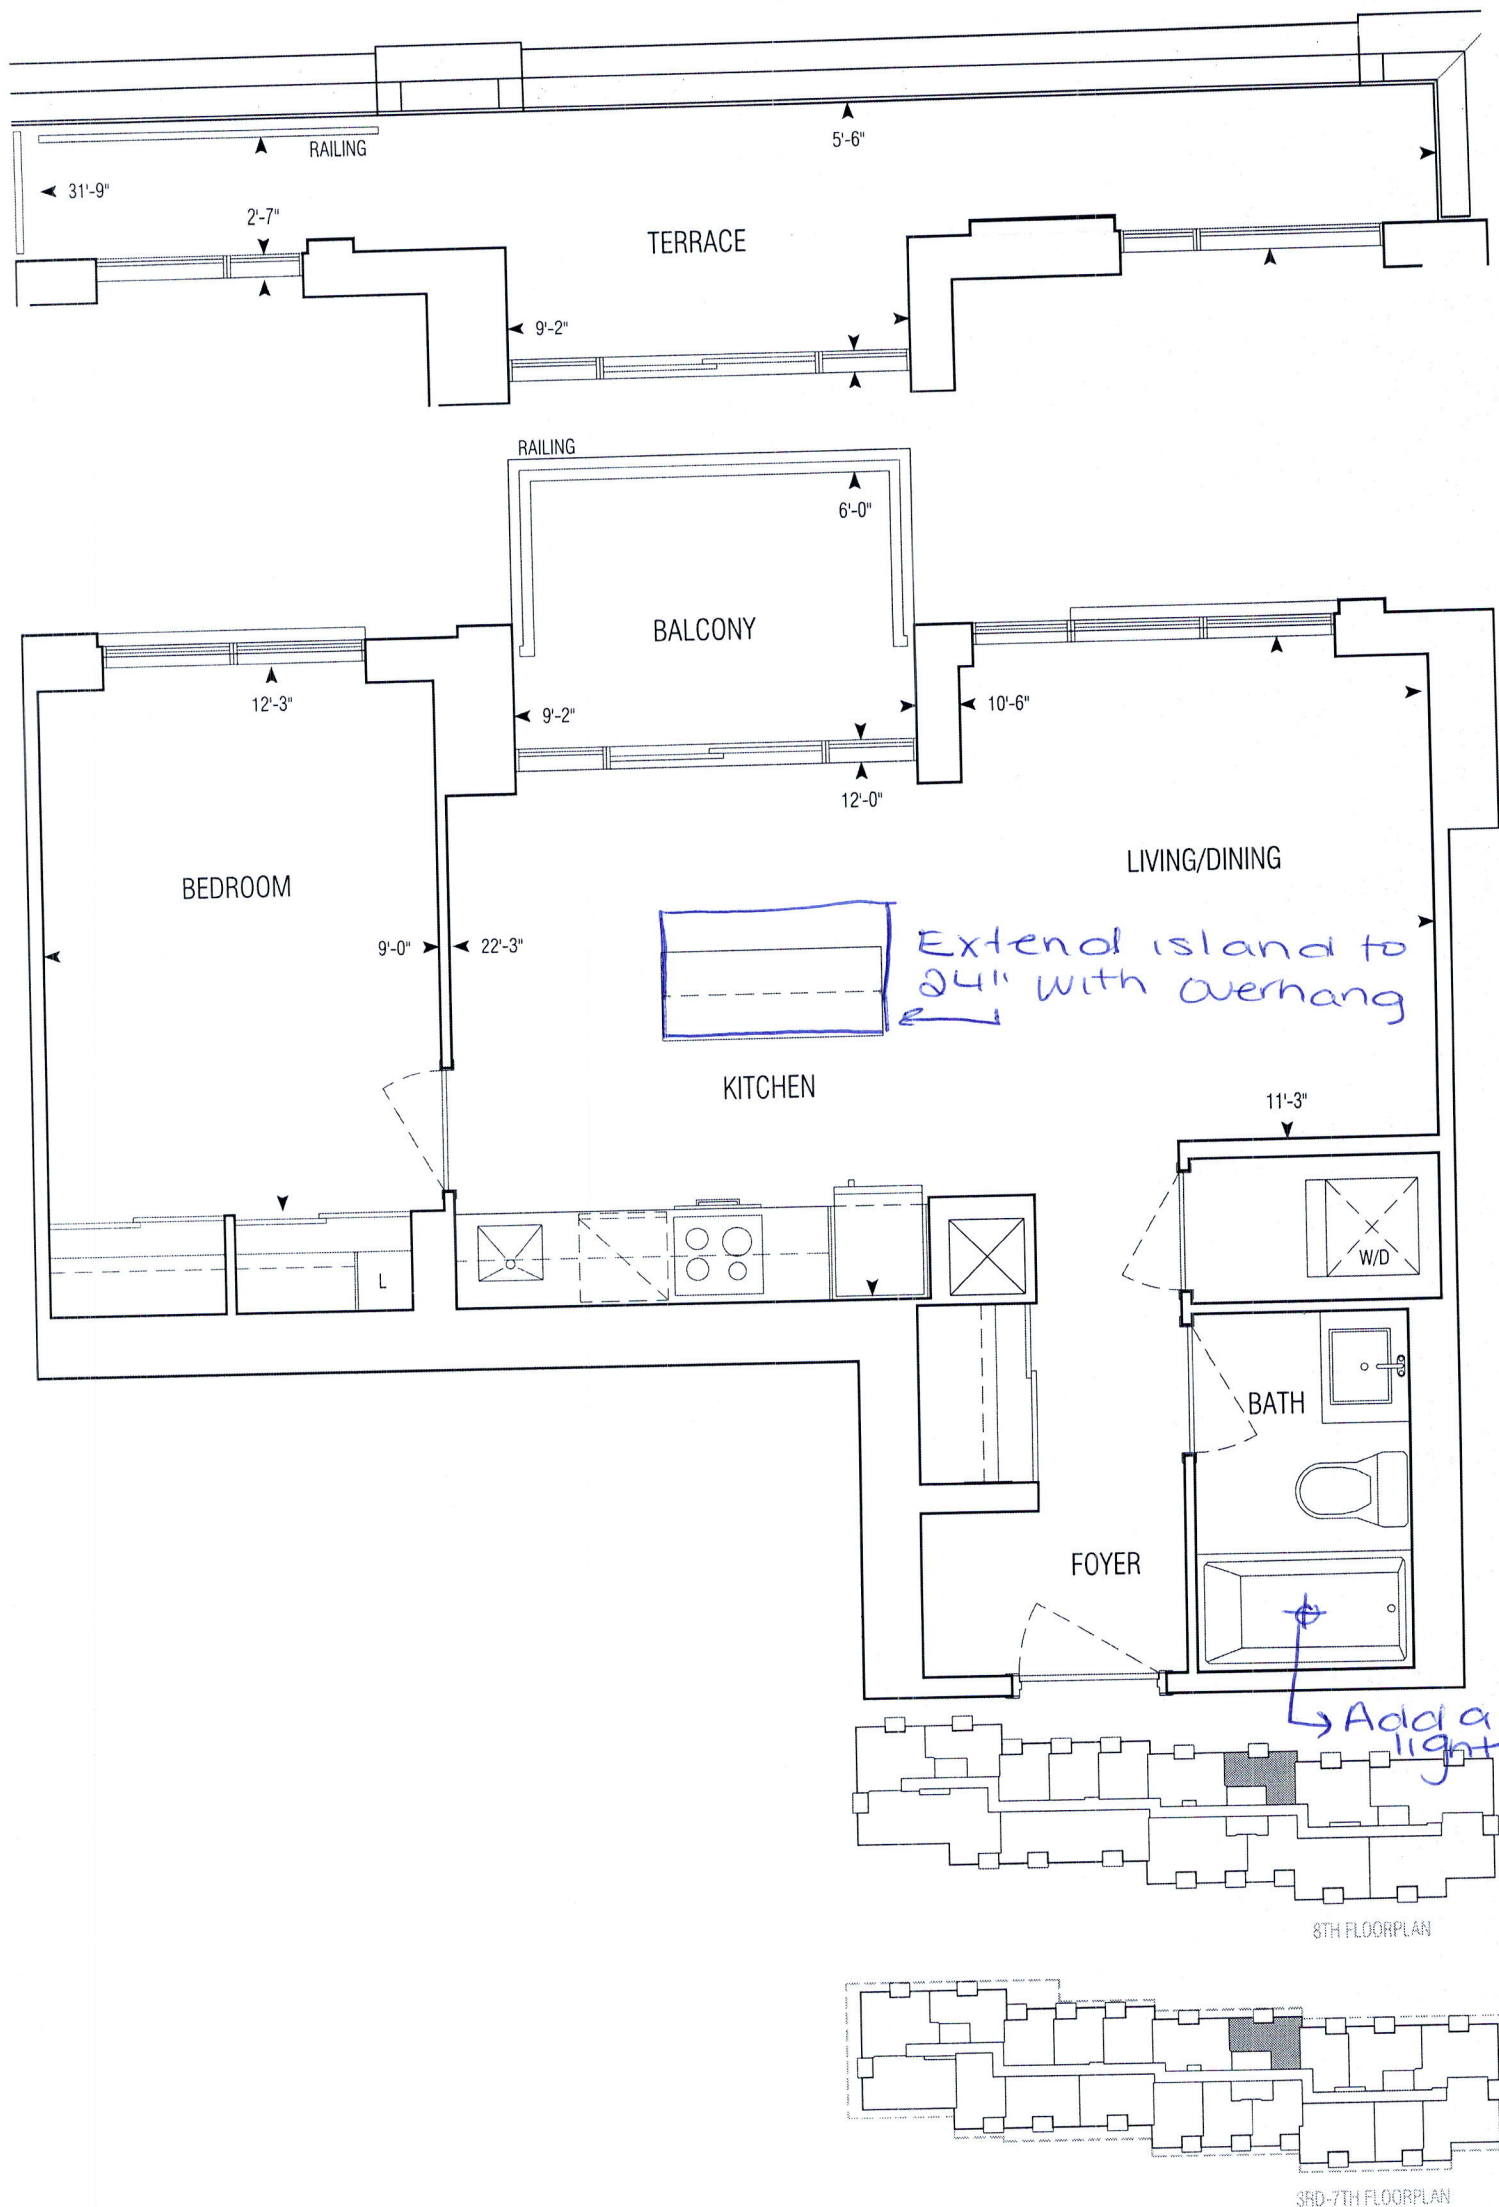 5'-6"
RAILING
31'-9"
2'-7"
TERRACE
9'-2"
RAILING
6'-0"
BALCONY
12'-3"
9'-2"
10'-6"
12'-0"
LIVING/DINING
BEDROOM
9'-0"
22'-3"
Extend island to
24" with overhang
KITCHEN
11'-3"
L
W/D
BATH
FOYER
Add a
light
8TH FLOORPLAN
3RD-7TH FLOORPLAN